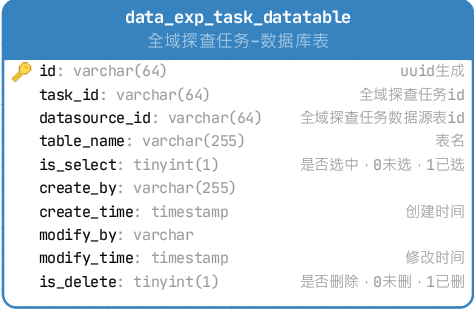 data_exp_task_datatable
全域探查任务-数据库表
id: varchar(64) uuid生成
task_id: varchar(64) 全域探查任务id
datasource_id: varchar(64) 全域探查任务数据源表id
table_name: varchar(255) 表名
is_select: tinyint(1) 是否选中·0未选·1已选
create_by: varchar(255)
create_time: timestamp 创建时间
modify_by: varchar
modify_time: timestamp 修改时间
is_delete: tinyint(1) 是否删除·0未删·1已删